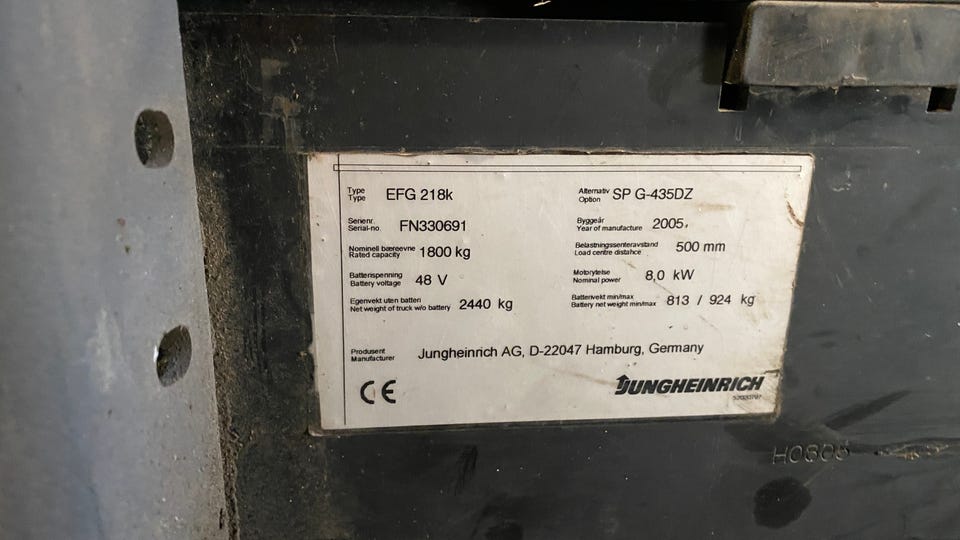 Type EFG 218k Alternativ SP G-435DZ
Type Option
Serienr. FN330691 Byggeår 2005
Serial-no. Year of manufacture
Nominell bæreevne 1800 kg Belastningssenteravstand 500 mm
Rated capacity Load centre distance
Batterispenning 48 V Motorytelse 8,0 kW
Battery voltage Nominal power
Egenvekt uten batteri 2440 kg Batterivekt min/max 813 / 924 kg
Net weight of truck w/o battery Battery net weight min/max
Produsent Jungheinrich AG, D-22047 Hamburg, Germany
Manufacturer
CE JUNGHEINRICH